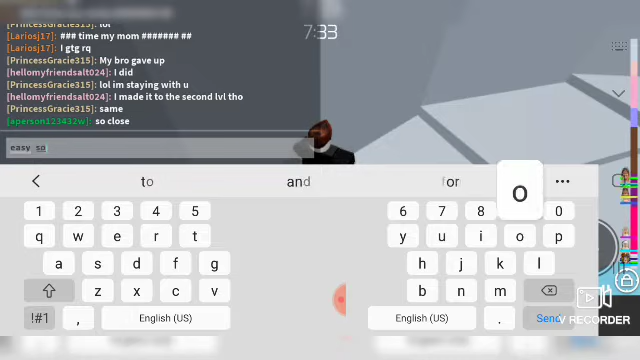 [PrincessGracie315]: lol
[Lariosj17]: ### time my mom ####### ##
[Lariosj17]: I gtg rq
[PrincessGracie315]: My bro gave up
[hellomyfriendsalt024]: I did
[PrincessGracie315]: lol im staying with u
[hellomyfriendsalt024]: I made it to the second lvl tho
[PrincessGracie315]: same
[aperson123432w]: so close
7:33
easy so
to and for
o
1 2 3 4 5 6 7 8 0
q w e r t y u i o p
a s d f g h j k l
z x c v b n m
!#1 , English (US) English (US) . Send
V RECORDER